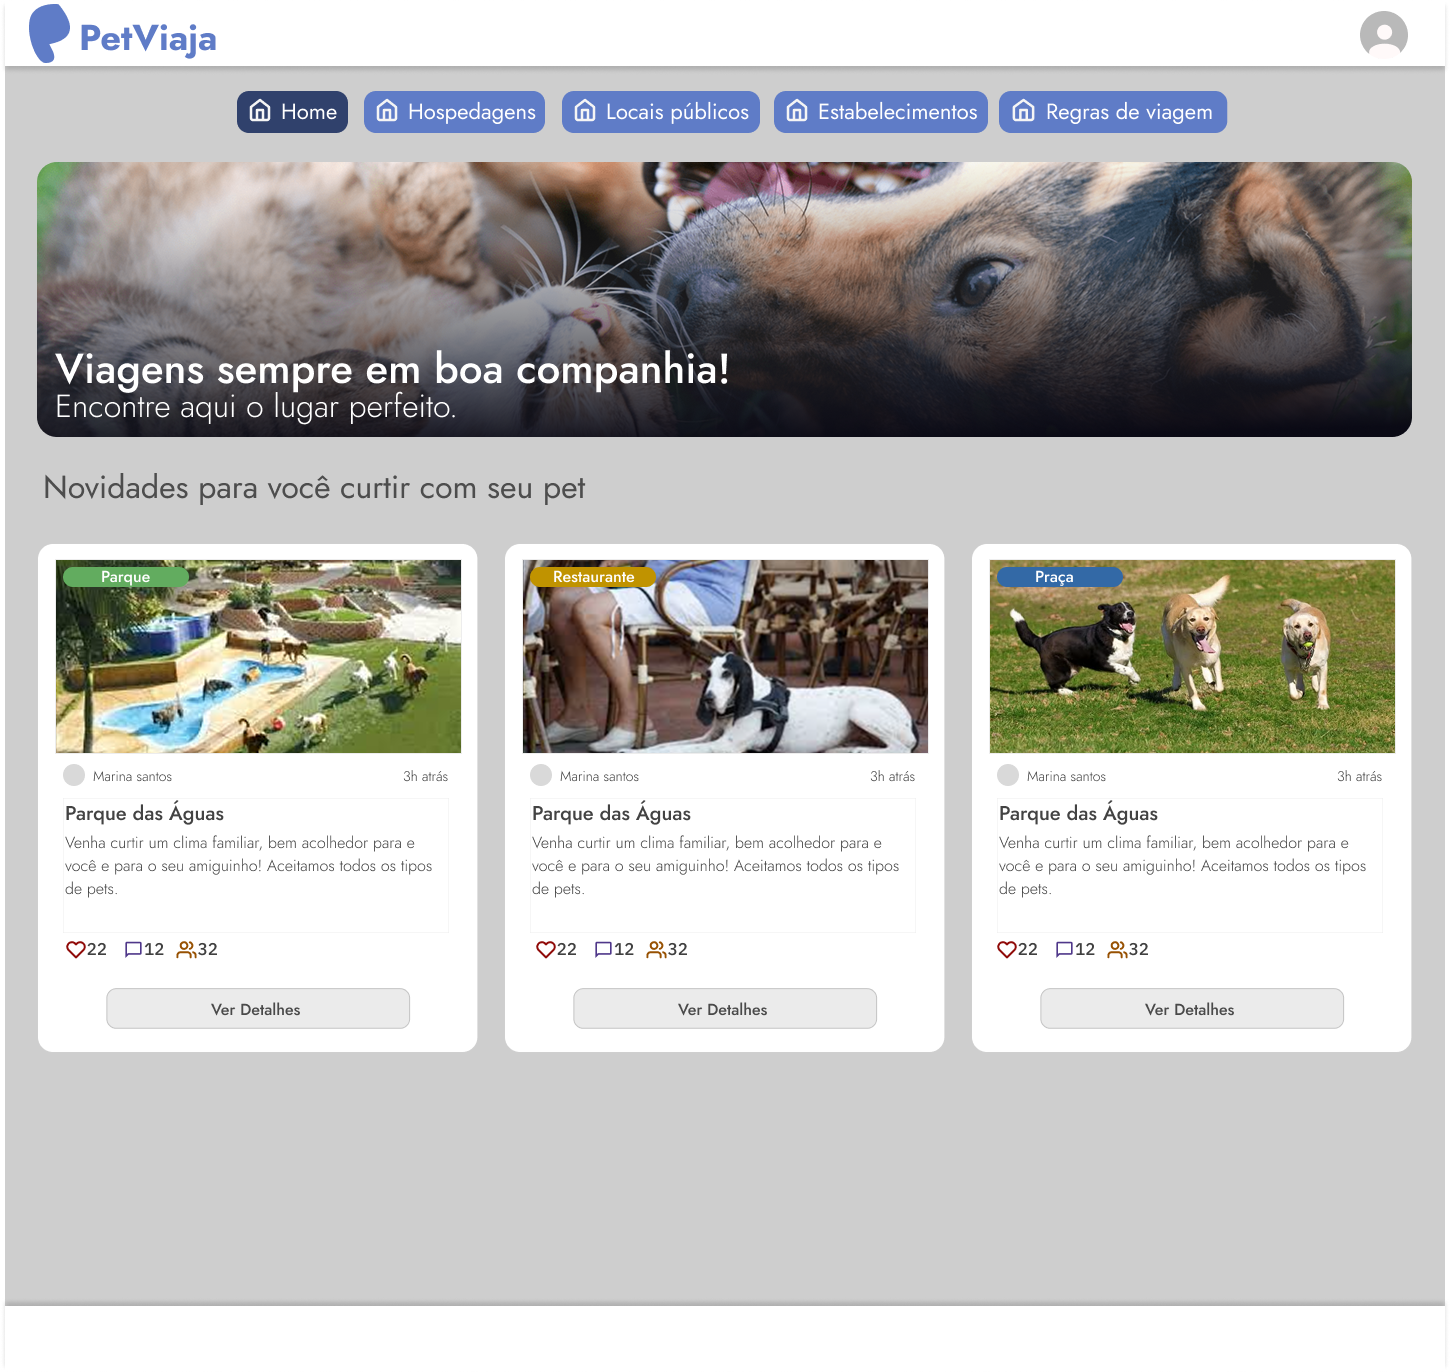 PetViaja
Home
Hospedagens
Locais públicos
Estabelecimentos
Regras de viagem
Viagens sempre em boa companhia!
Encontre aqui o lugar perfeito.
Novidades para você curtir com seu pet
Parque
Marina santos
3h atrás
Parque das Águas
Venha curtir um clima familiar, bem acolhedor para e
você e para o seu amiguinho! Aceitamos todos os tipos
de pets.
22
12
32
Ver Detalhes
Restaurante
Marina santos
3h atrás
Parque das Águas
Venha curtir um clima familiar, bem acolhedor para e
você e para o seu amiguinho! Aceitamos todos os tipos
de pets.
22
12
32
Ver Detalhes
Praça
Marina santos
3h atrás
Parque das Águas
Venha curtir um clima familiar, bem acolhedor para e
você e para o seu amiguinho! Aceitamos todos os tipos
de pets.
22
12
32
Ver Detalhes